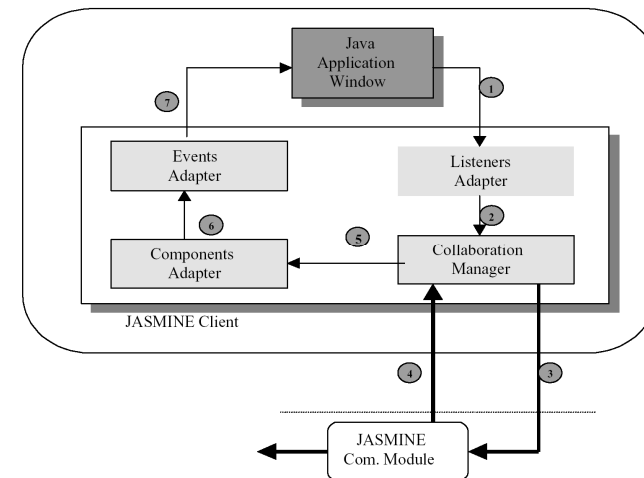 Java
Application
Window
7
1
Events
Adapter
Listeners
Adapter
6
2
5
Components
Adapter
Collaboration
Manager
JASMINE Client
4
3
JASMINE
Com. Module